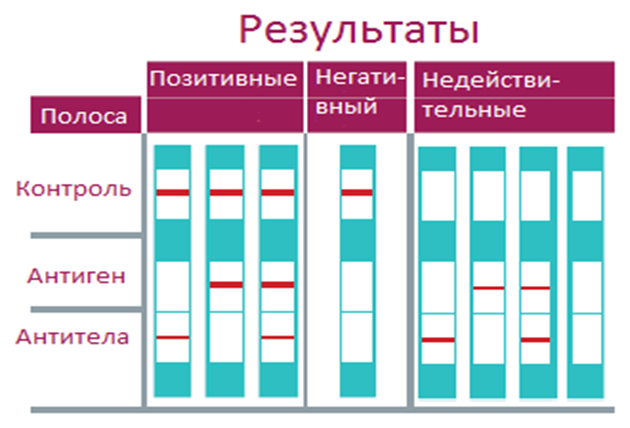 Результаты
Позитивные
Негати-
вный
Недействи-
тельные
Полоса
Контроль
Антиген
Антитела